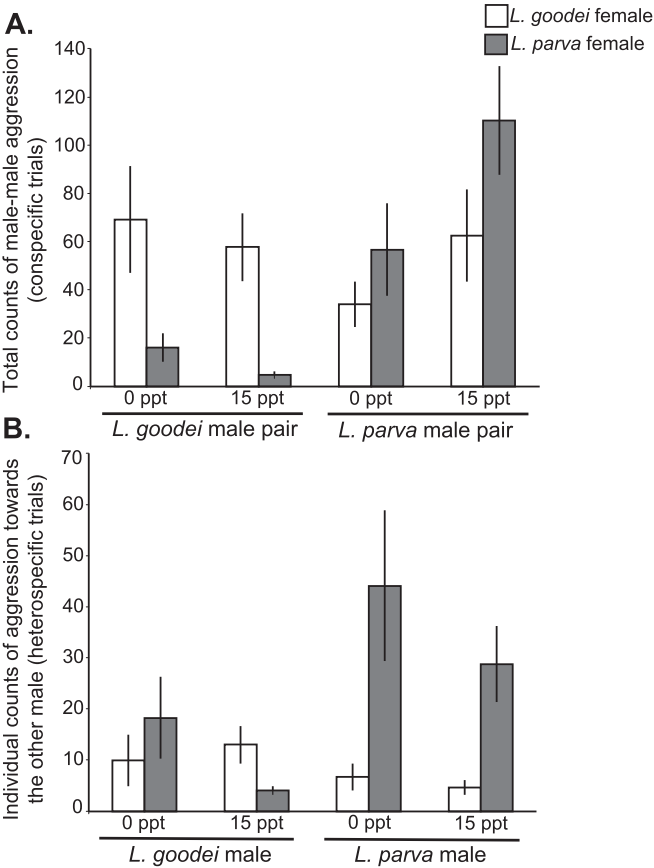 A.
L. goodei female
L. parva female
Total counts of male-male aggression
(conspecific trials)
140
120
100
80
60
40
20
0
0 ppt 15 ppt 0 ppt 15 ppt
L. goodei male pair L. parva male pair
B.
Individual counts of aggression towards
the other male (heterospecific trials)
70
60
50
40
30
20
10
0
0 ppt 15 ppt 0 ppt 15 ppt
L. goodei male L. parva male